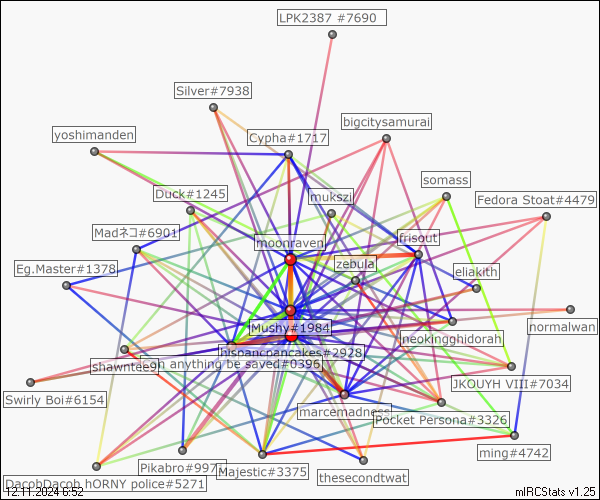 LPK2387 #7690
Silver#7938
bigcitysamurai
yoshimanden
Cypha#1717
somass
Duck#1245
mukszi
Fedora Stoat#4479
Madネコ#6901
moonraven
frisout
zebula
Eg.Master#1378
eliakith
Mushy#1984
normalwan
neokingghidorah
hispanicpancakes#2928
shawntee
can anything be saved#0396
JKOUYH VIII#7034
Swirly Boi#6154
marcemadness
Pocket Persona#3326
ming#4742
Pikabro#997
Majestic#3375
thesecondtwat
DacobDacob hORNY police#5271
12.11.2024 6:52
mIRCStats v1.25